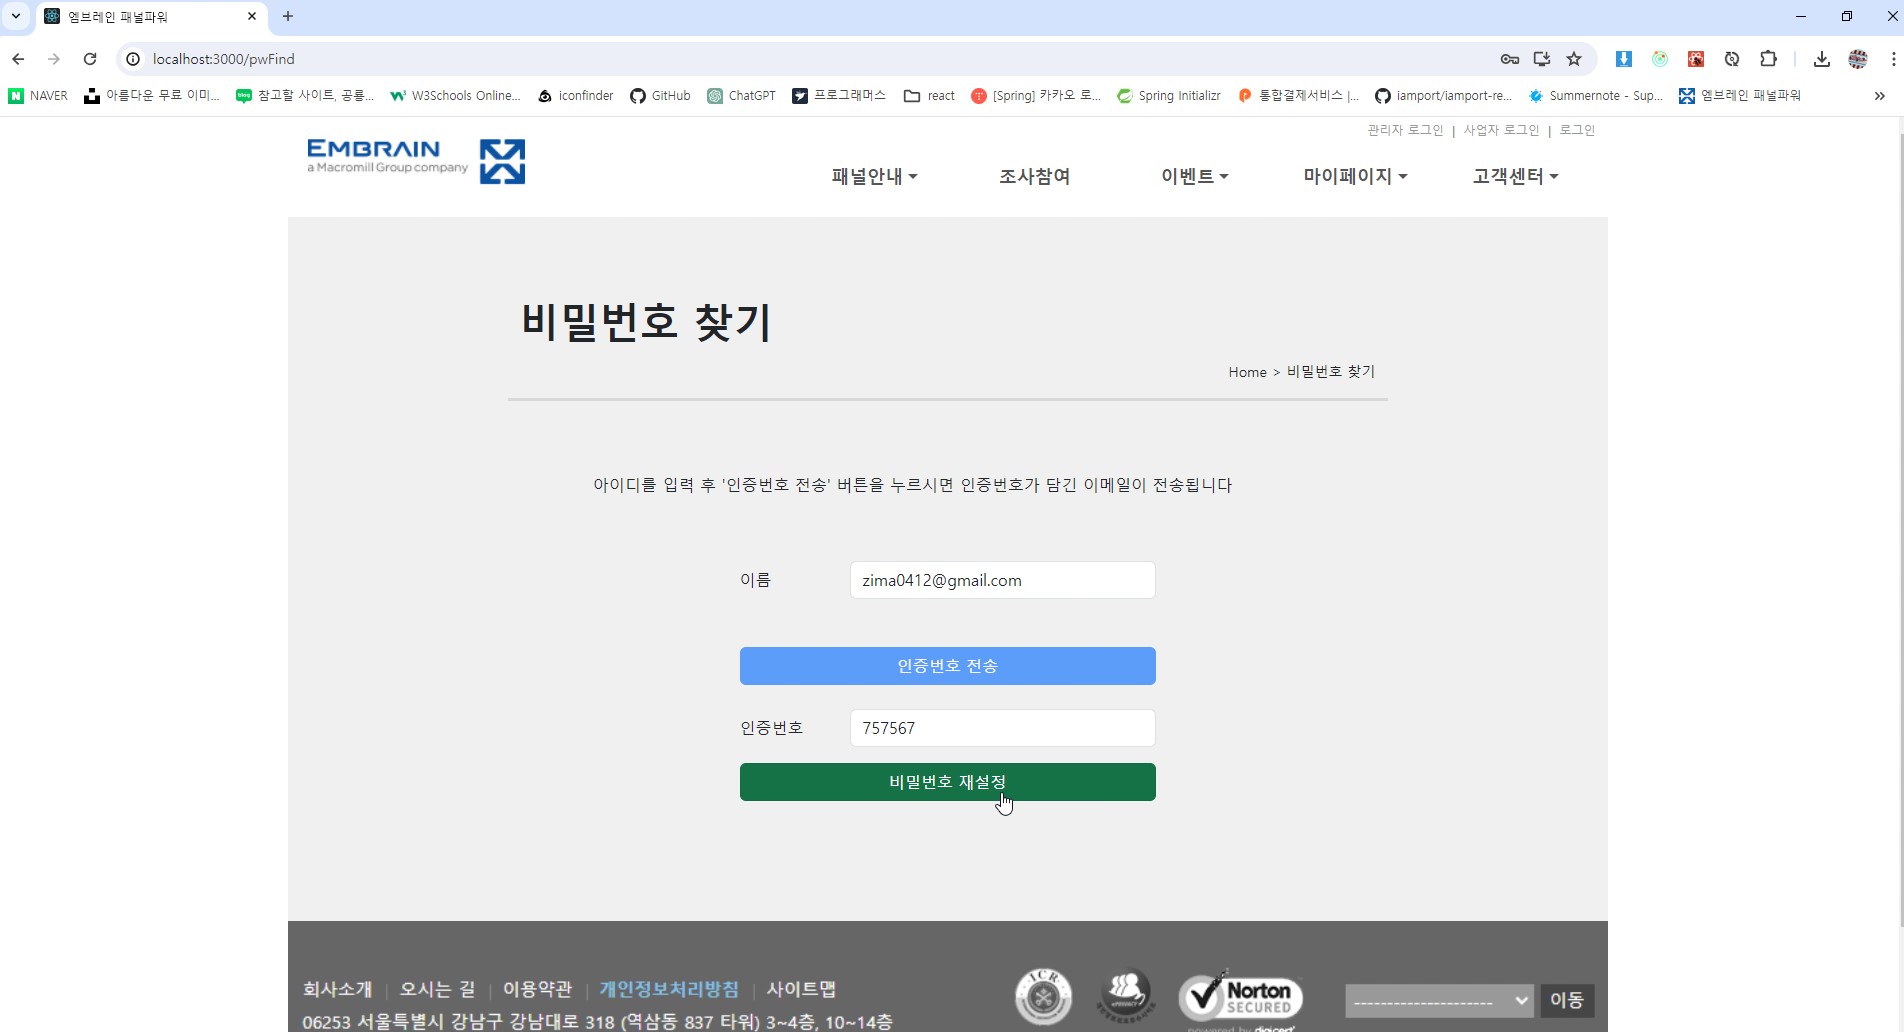 엠브레인 패널파워
localhost:3000/pwFind
NAVER 아름다운 무료 이미... 참고할 사이트, 공룡... W3Schools Online... iconfinder GitHub ChatGPT 프로그래머스 react [Spring] 카카오 로... Spring Initializr 통합결제서비스 |... iamport/iamport-re... Summernote - Sup... 엠브레인 패널파워 »
관리자 로그인 | 사업자 로그인 | 로그인
EMBRAIN
a Macromill Group company
패널안내 조사참여 이벤트 마이페이지 고객센터
비밀번호 찾기
Home > 비밀번호 찾기
아이디를 입력 후 '인증번호 전송' 버튼을 누르시면 인증번호가 담긴 이메일이 전송됩니다
이름 zima0412@gmail.com
인증번호 전송
인증번호 757567
비밀번호 재설정
회사소개 | 오시는 길 | 이용약관 | 개인정보처리방침 | 사이트맵
ICR
Norton
SECURED
powered by digicert
--------------------- 이동
06253 서울특별시 강남구 강남대로 318 (역삼동 837 타워) 3~4층, 10~14층